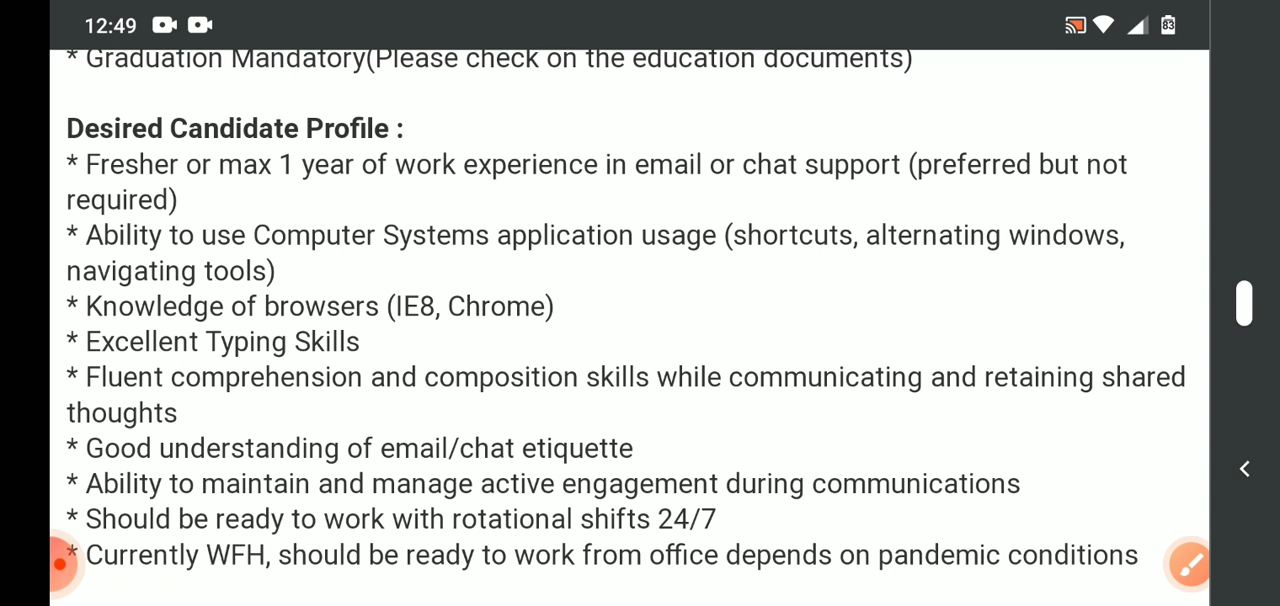 12:49
83
* Graduation Mandatory(Please check on the education documents)
Desired Candidate Profile :
* Fresher or max 1 year of work experience in email or chat support (preferred but not
required)
* Ability to use Computer Systems application usage (shortcuts, alternating windows,
navigating tools)
* Knowledge of browsers (IE8, Chrome)
* Excellent Typing Skills
* Fluent comprehension and composition skills while communicating and retaining shared
thoughts
* Good understanding of email/chat etiquette
* Ability to maintain and manage active engagement during communications
* Should be ready to work with rotational shifts 24/7
* Currently WFH, should be ready to work from office depends on pandemic conditions